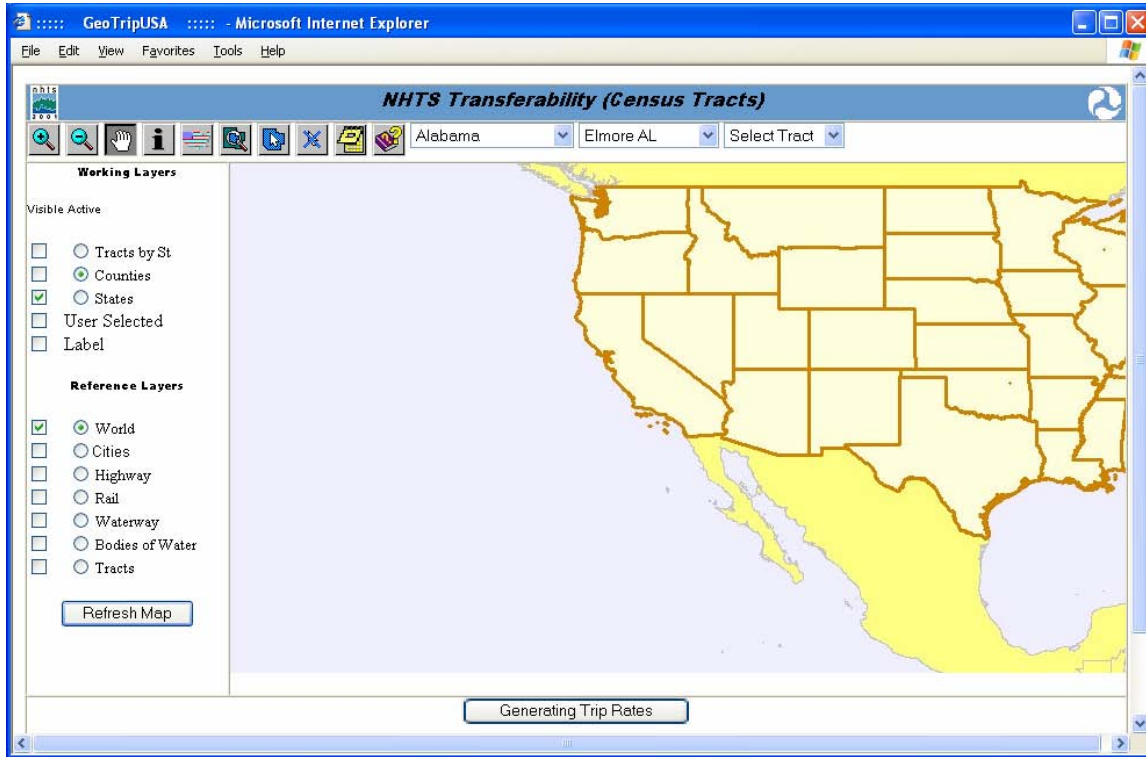 ::::: GeoTripUSA ::::: - Microsoft Internet Explorer
File Edit View Favorites Tools Help
nhts
2001
NHTS Transferability (Census Tracts)
Alabama Elmore AL Select Tract
Working Layers
Visible Active
Tracts by St
Counties
States
User Selected
Label
Reference Layers
World
Cities
Highway
Rail
Waterway
Bodies of Water
Tracts
Refresh Map
Generating Trip Rates